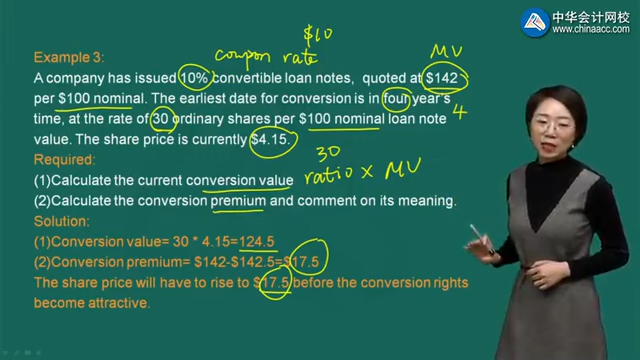 中华会计网校
www.chinaacc.com
$10
coupon rate
MV
Example 3:
A company has issued 10% convertible loan notes, quoted at $142
per $100 nominal. The earliest date for conversion is in four year's
4
time, at the rate of 30 ordinary shares per $100 nominal loan note
value. The share price is currently $4.15.
Required:
30
(1)Calculate the current conversion value
ratio × MV
(2)Calculate the conversion premium and comment on its meaning.
Solution:
(1)Conversion value= 30 * 4.15=124.5
(2)Conversion premium= $142-$142.5=$17.5
The share price will have to rise to $17.5 before the conversion rights
become attractive.